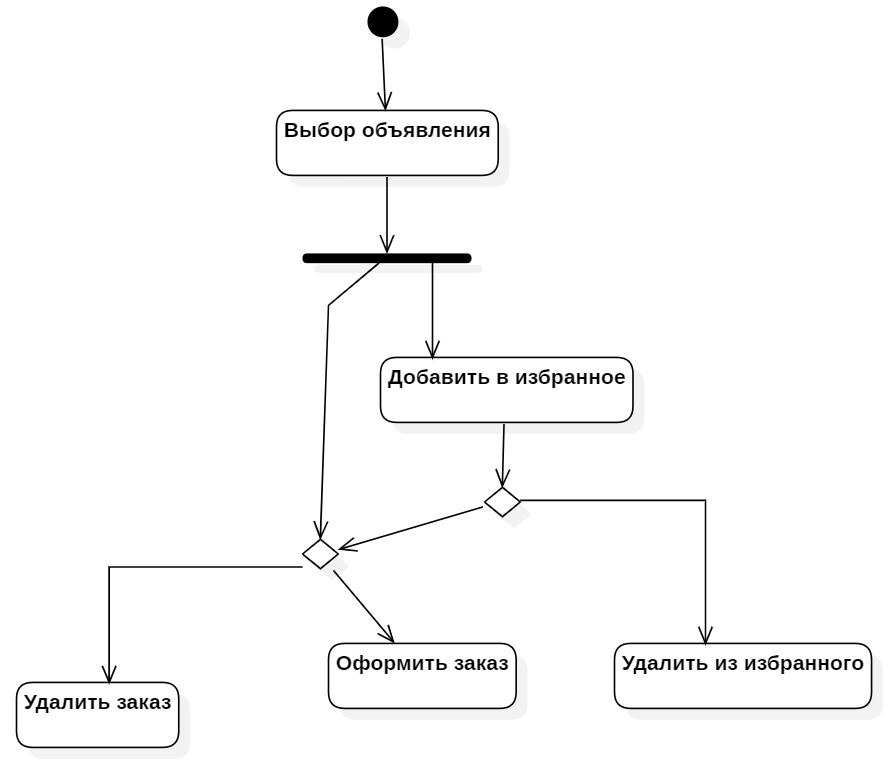 Выбор объявления
Добавить в избранное
Оформить заказ
Удалить из избранного
Удалить заказ